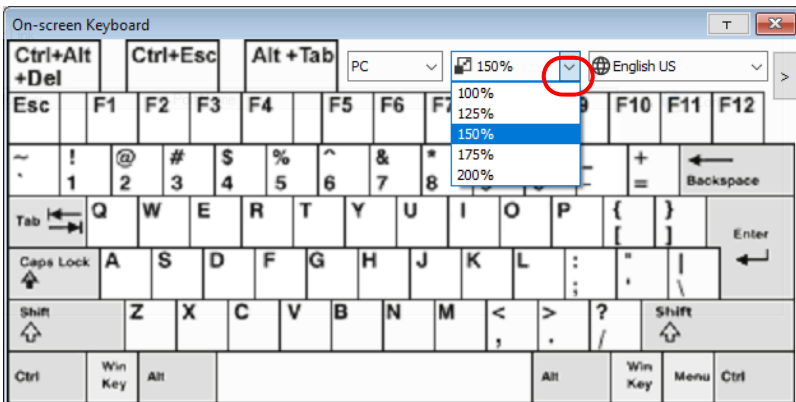 On-screen Keyboard
Ctrl+Alt +Del Ctrl+Esc Alt +Tab PC 150% English US >
100%
125%
150%
175%
200%
Esc F1 F2 F3 F4 F5 F6 F7 9 F10 F11 F12
~ ! @ # $ % ^ & * _ +
` 1 2 3 4 5 6 7 8 - = Backspace
Tab Q W E R T Y U I O P { }
[ ] Enter
Caps Lock A S D F G H J K L : " |
; ' \
Shift Z X C V B N M < > ? Shift
, . /
Ctrl Win Key Alt Alt Win Key Menu Ctrl